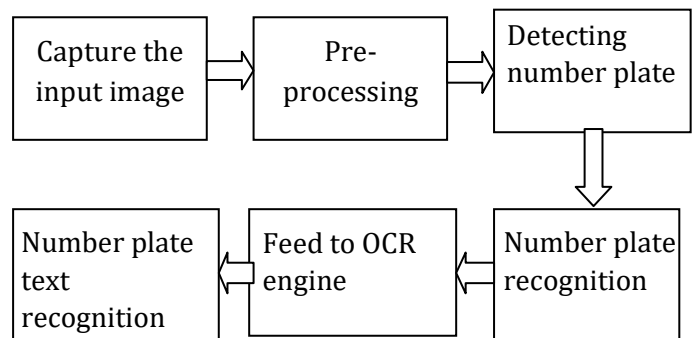 Capture the
input image
Pre-
processing
Detecting
number plate
Number plate
recognition
Feed to OCR
engine
Number plate
text
recognition